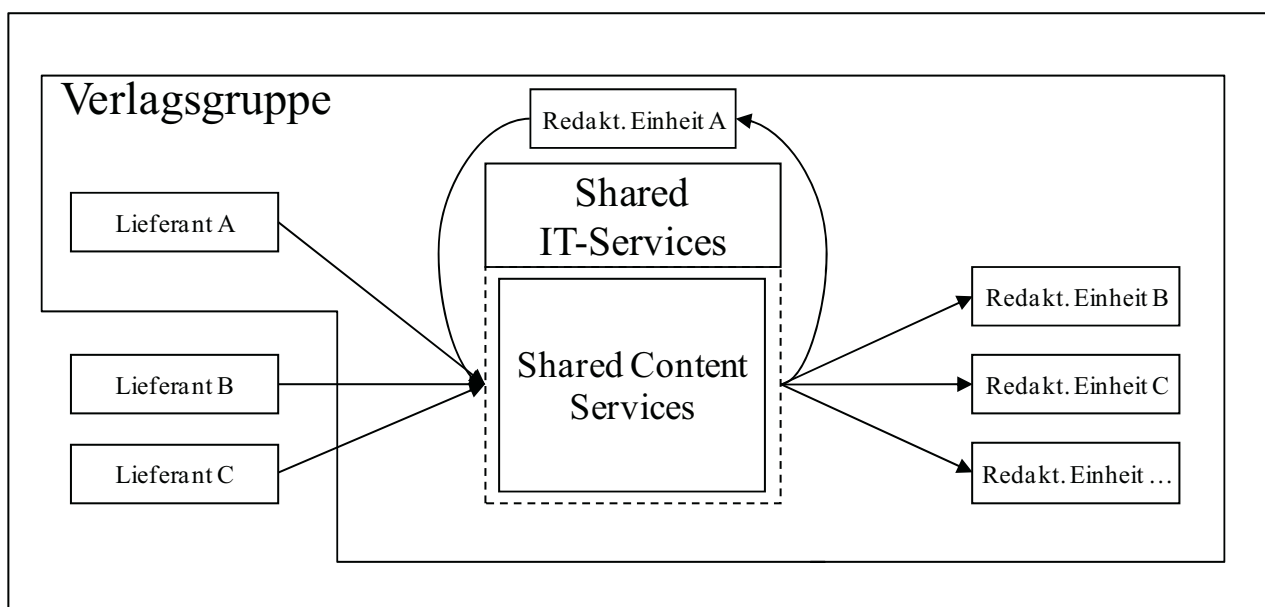 Verlagsgruppe
Redakt. Einheit A
Shared
IT-Services
Lieferant A
Lieferant B
Lieferant C
Shared Content
Services
Redakt. Einheit B
Redakt. Einheit C
Redakt. Einheit …